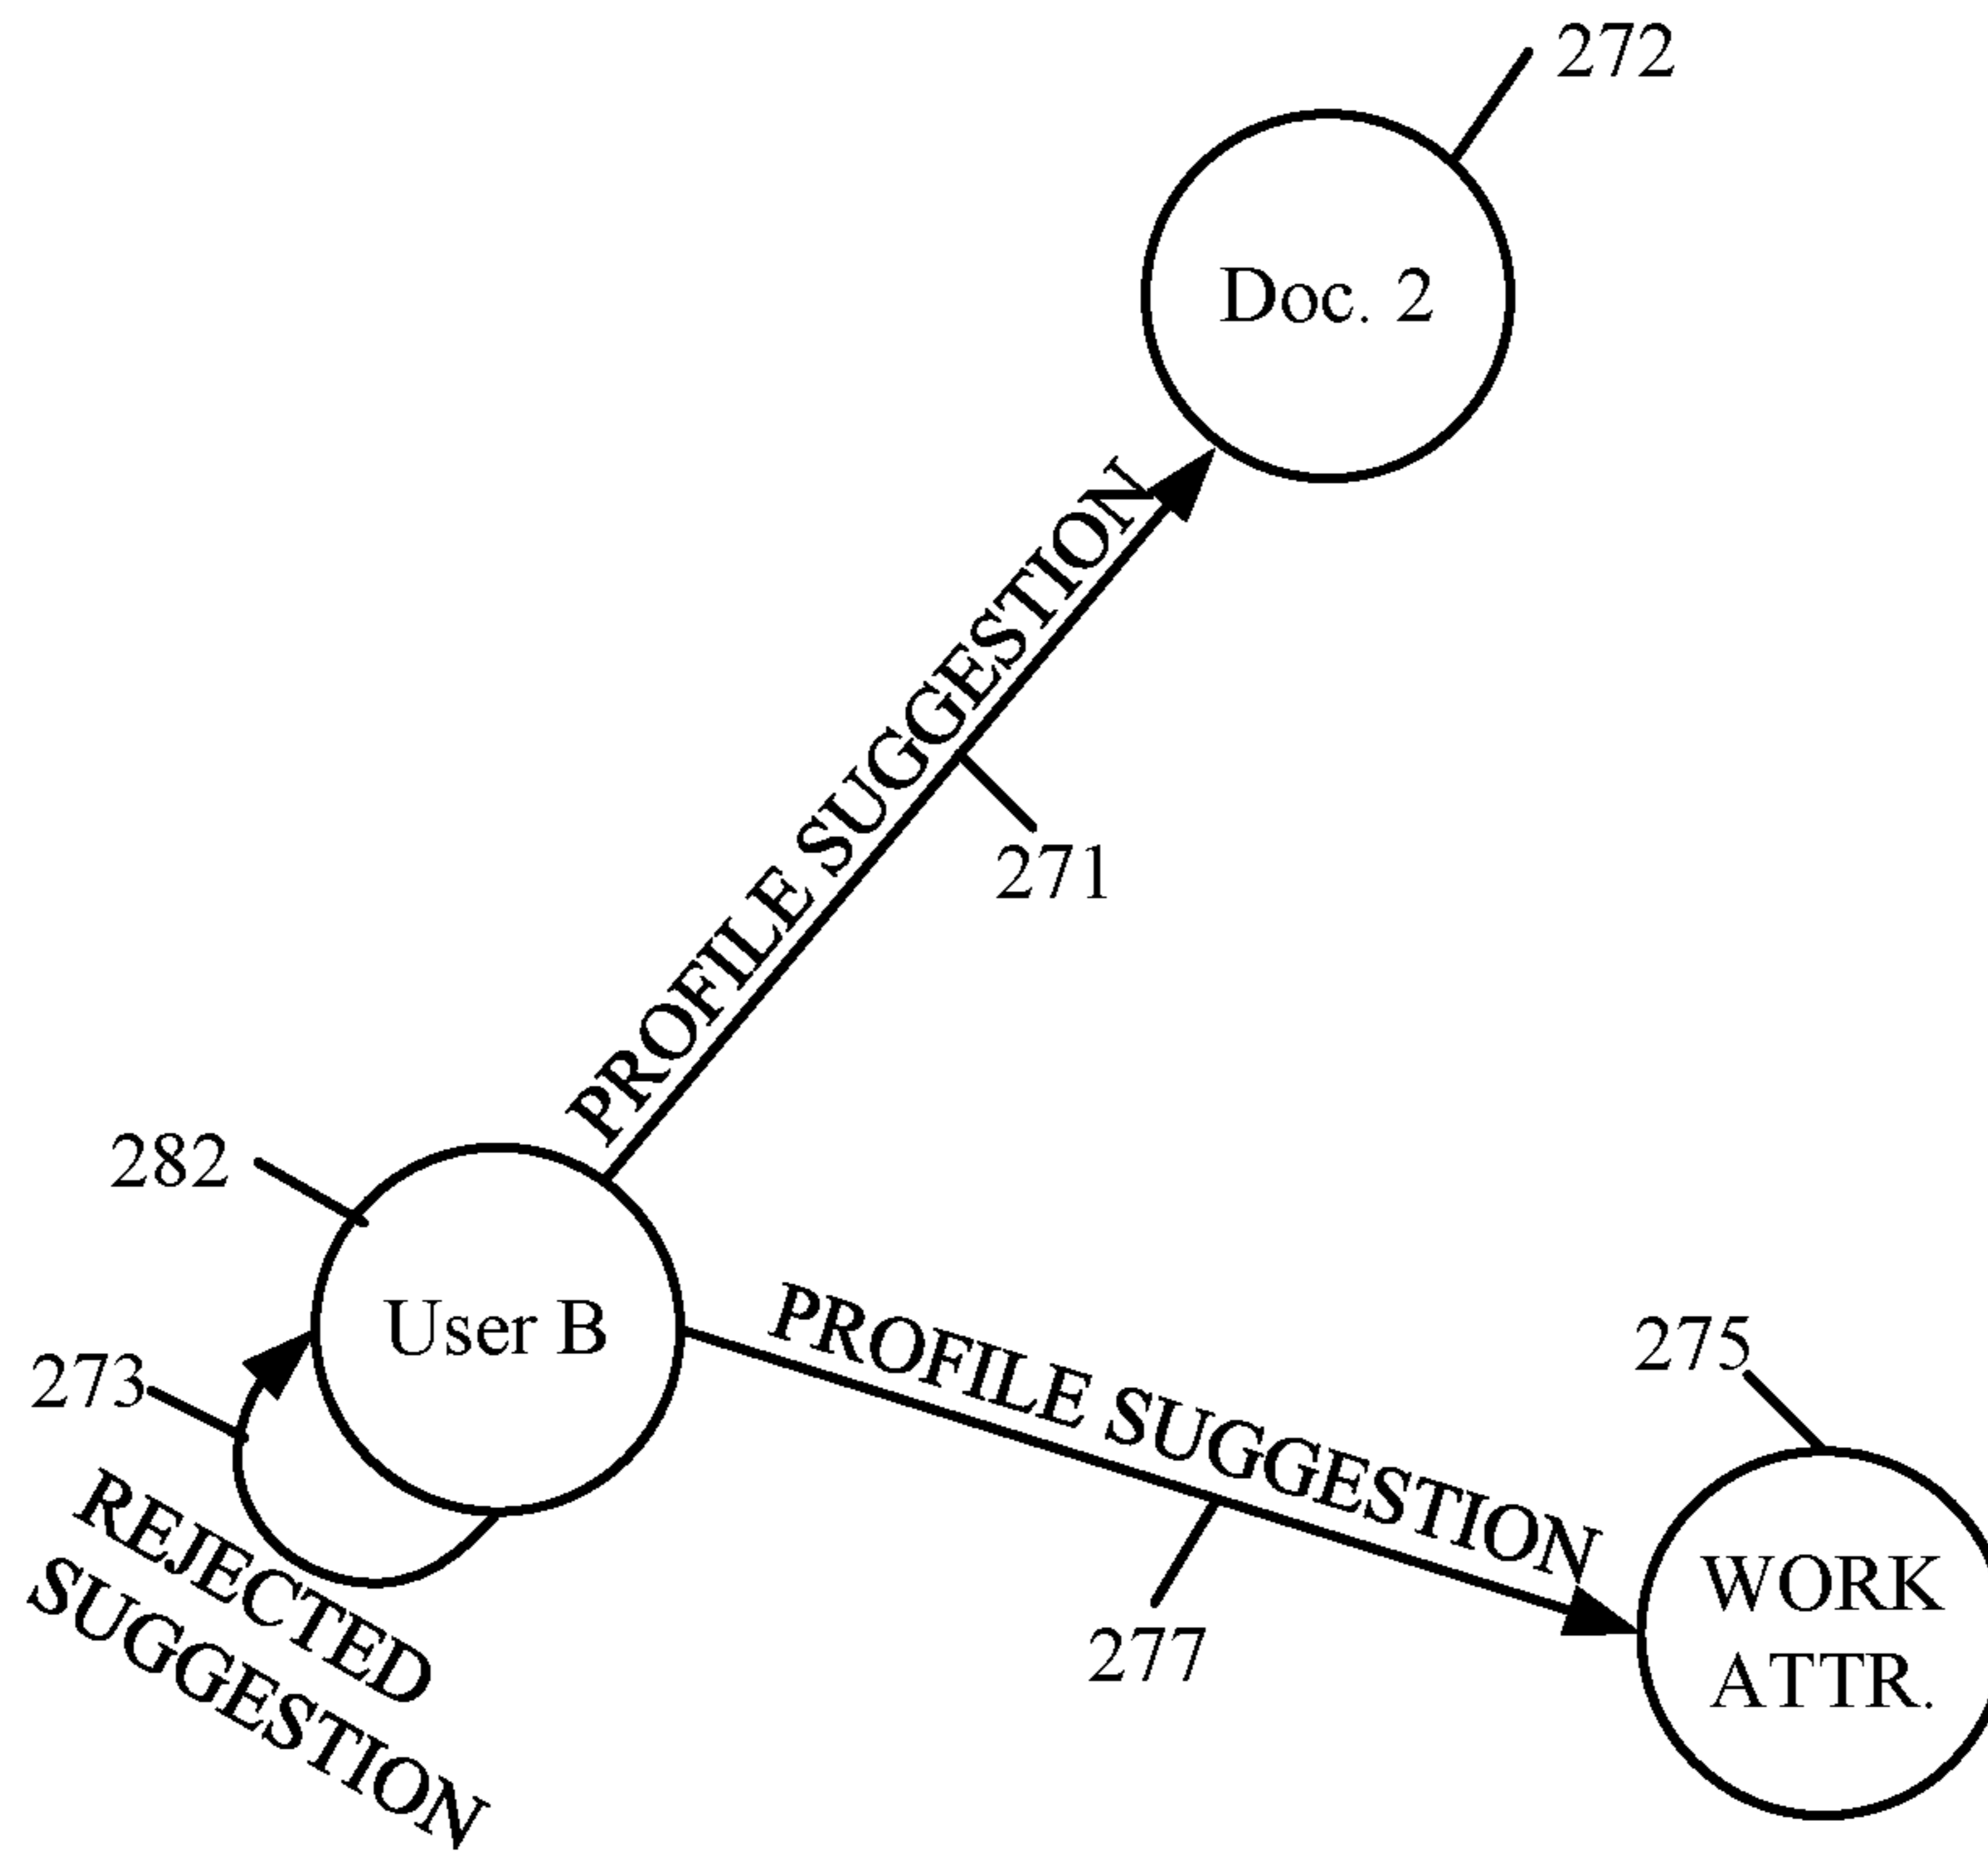 272
Doc. 2
PROFILE SUGGESTION
271
282
User B
273
REJECTED
SUGGESTION
PROFILE SUGGESTION
277
275
WORK
ATTR.